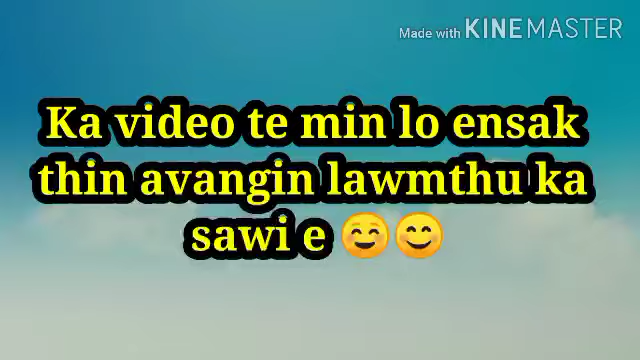 Made with KINEMASTER
Ka video te min lo ensak
thin avangin lawmthu ka
sawi e ☺️😊